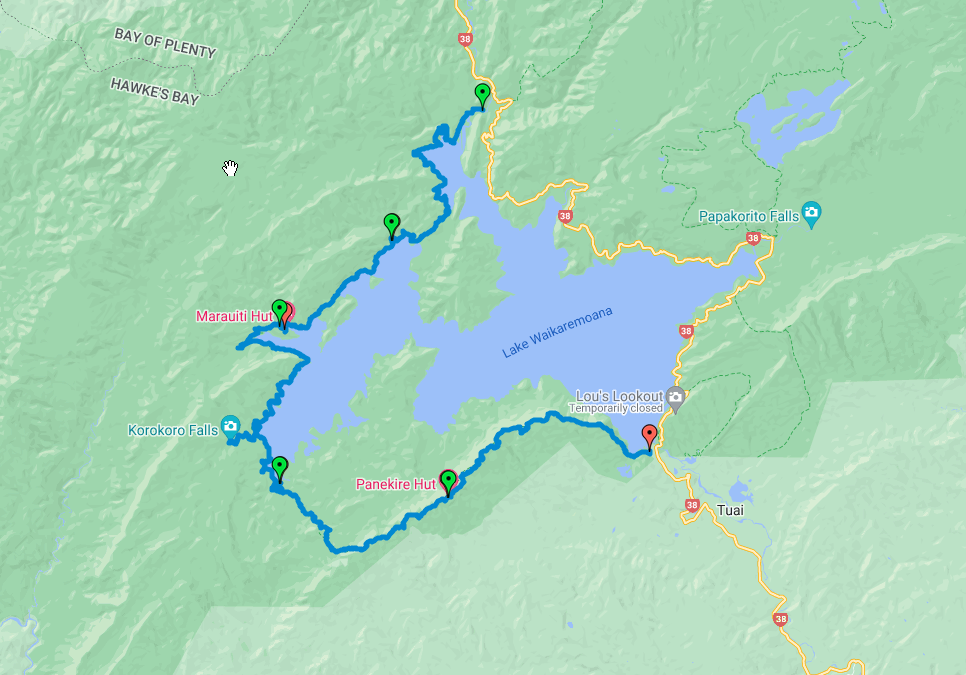 38
BAY OF PLENTY
HAWKE'S BAY
Papakorito Falls
38
38
Marauiti Hut
Lake Waikaremoana
38
Lou's Lookout
Temporarily closed
Korokoro Falls
Panekire Hut
38
Tuai
38